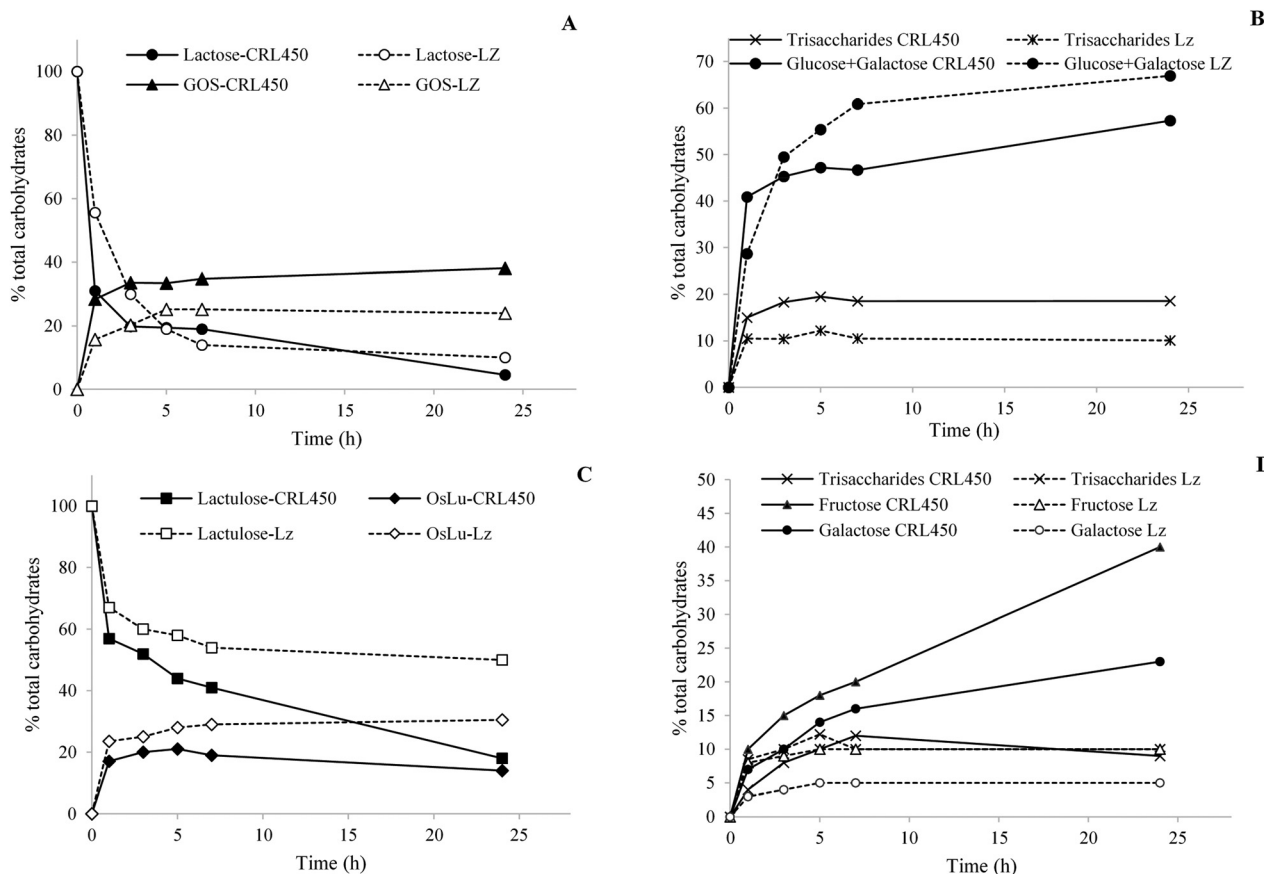 A
Lactose-CRL450
Lactose-LZ
GOS-CRL450
GOS-LZ
% total carbohydrates
100
80
60
40
20
0
0 5 10 15 20 25
Time (h)
B
Trisaccharides CRL450
Trisaccharides Lz
Glucose+Galactose CRL450
Glucose+Galactose LZ
% total carbohydrates
70
60
50
40
30
20
10
0
0 5 10 15 20 25
Time (h)
C
Lactulose-CRL450
OsLu-CRL450
Lactulose-Lz
OsLu-Lz
% total carbohydrates
100
80
60
40
20
0
0 5 10 15 20 25
Time (h)
Trisaccharides CRL450
Trisaccharides Lz
Fructose CRL450
Fructose Lz
Galactose CRL450
Galactose Lz
% total carbohydrates
50
45
40
35
30
25
20
15
10
5
0
0 5 10 15 20 25
Time (h)